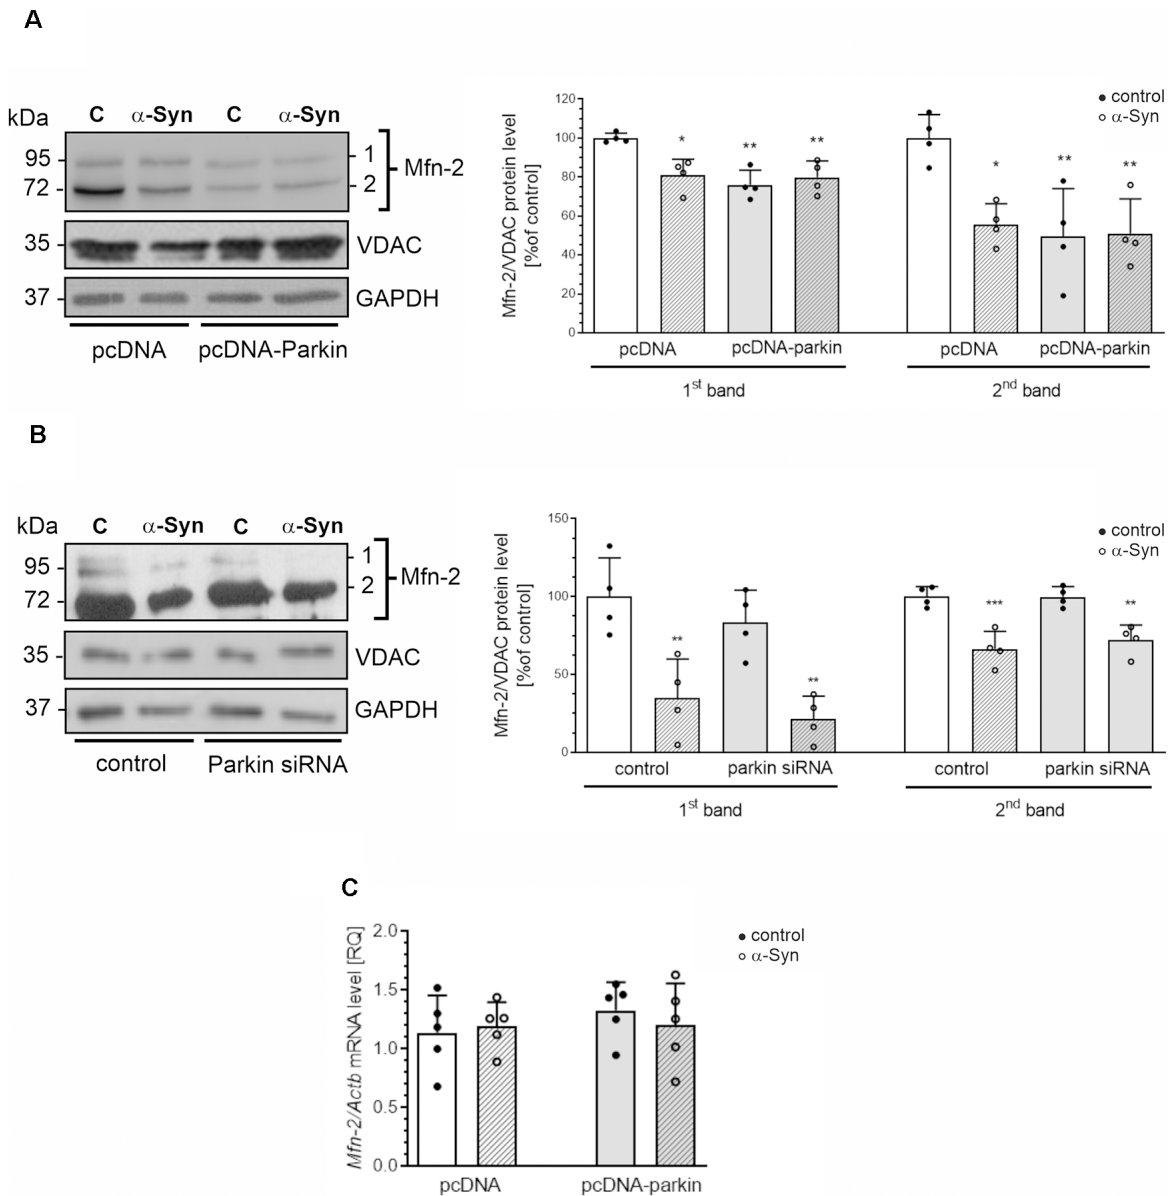 A
kDa
C α-Syn C α-Syn
95
72
1
2
Mfn-2
35
VDAC
37
GAPDH
pcDNA pcDNA-Parkin
Mfn-2/VDAC protein level
[%of control]
120
100
80
60
40
20
0
control
α-Syn
* ** **
* ** **
pcDNA pcDNA-parkin pcDNA pcDNA-parkin
1st band 2nd band
B
kDa
C α-Syn C α-Syn
95
72
1
2
Mfn-2
35
VDAC
37
GAPDH
control Parkin siRNA
Mfn-2/VDAC protein level
[%of control]
150
100
50
0
control
α-Syn
** **
*** **
control parkin siRNA control parkin siRNA
1st band 2nd band
C
Mfn-2/Actb mRNA level [RQ]
2.0
1.5
1.0
0.5
0.0
control
α-Syn
pcDNA pcDNA-parkin